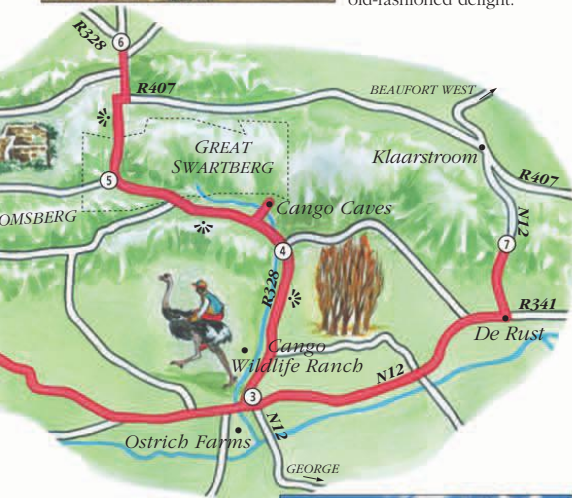 old-fashioned delight.
R328
6
R407
BEAUFORT WEST
GREAT
SWARTBERG
Klaarstroom
R407
5
OMSBERG
Cango Caves
N12
4
7
R328
R341
De Rust
Cango
Wildlife Ranch
N12
3
N12
Ostrich Farms
GEORGE